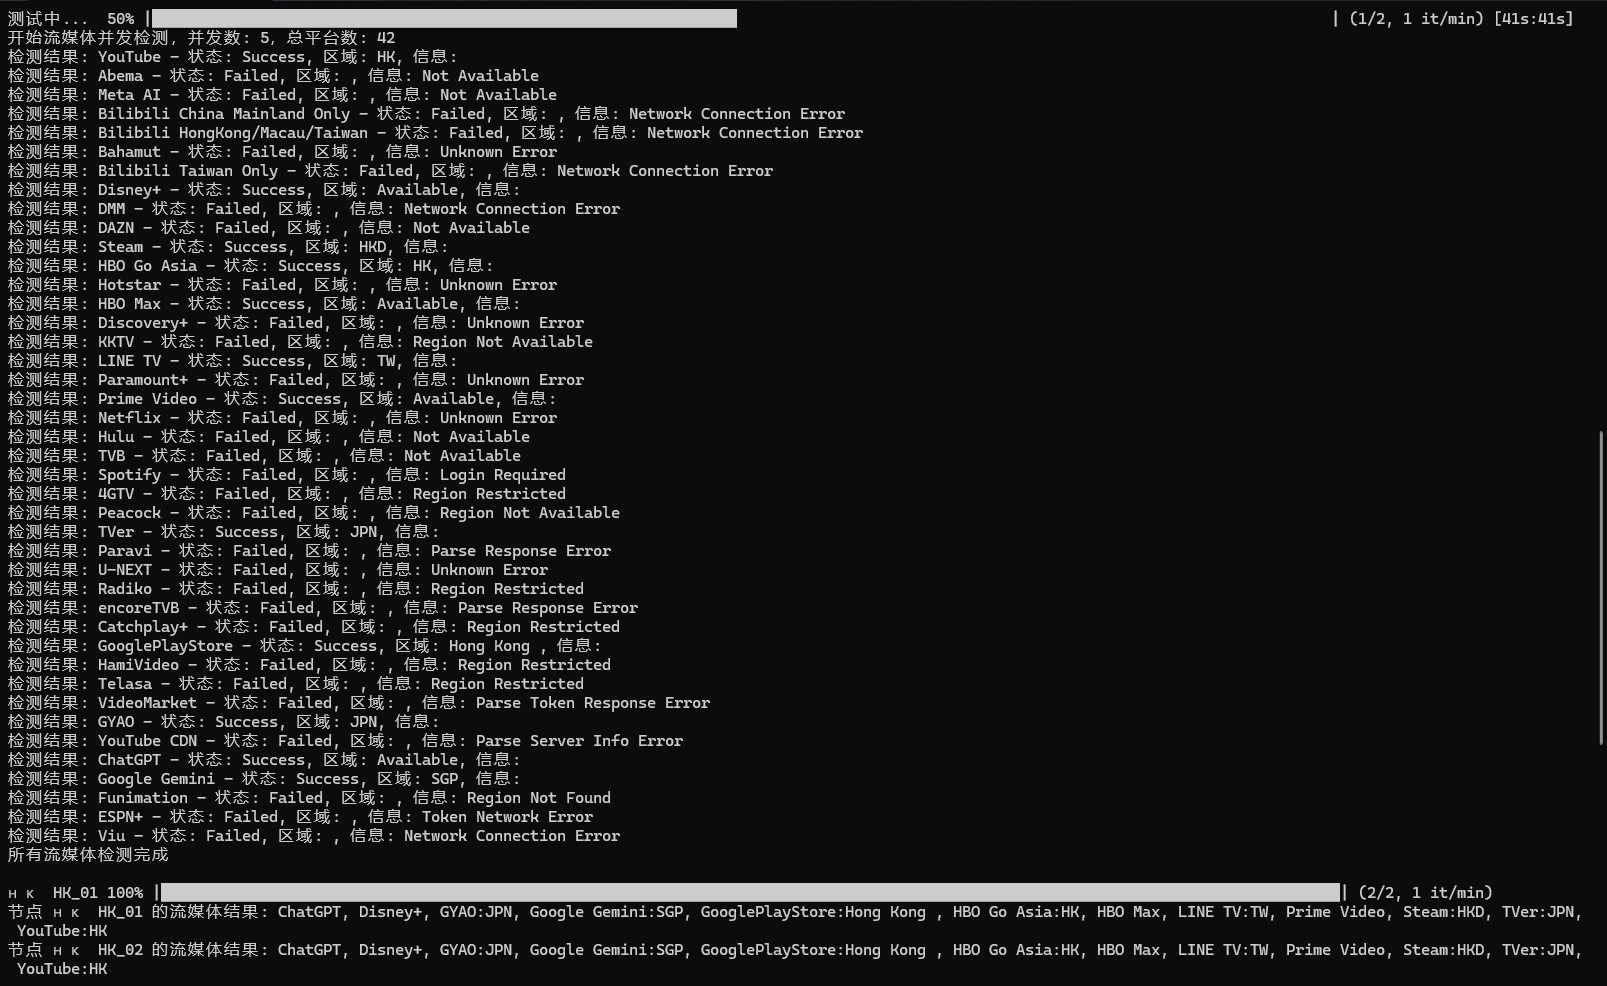 测试中...  50% | | (1/2, 1 it/min) [41s:41s]
开始流媒体并发检测, 并发数: 5, 总平台数: 42
检测结果: YouTube - 状态: Success, 区域: HK, 信息:
检测结果: Abema - 状态: Failed, 区域: , 信息: Not Available
检测结果: Meta AI - 状态: Failed, 区域: , 信息: Not Available
检测结果: Bilibili China Mainland Only - 状态: Failed, 区域: , 信息: Network Connection Error
检测结果: Bilibili HongKong/Macau/Taiwan - 状态: Failed, 区域: , 信息: Network Connection Error
检测结果: Bahamut - 状态: Failed, 区域: , 信息: Unknown Error
检测结果: Bilibili Taiwan Only - 状态: Failed, 区域: , 信息: Network Connection Error
检测结果: Disney+ - 状态: Success, 区域: Available, 信息:
检测结果: DMM - 状态: Failed, 区域: , 信息: Network Connection Error
检测结果: DAZN - 状态: Failed, 区域: , 信息: Not Available
检测结果: Steam - 状态: Success, 区域: HKD, 信息:
检测结果: HBO Go Asia - 状态: Success, 区域: HK, 信息:
检测结果: Hotstar - 状态: Failed, 区域: , 信息: Unknown Error
检测结果: HBO Max - 状态: Success, 区域: Available, 信息:
检测结果: Discovery+ - 状态: Failed, 区域: , 信息: Unknown Error
检测结果: KKTV - 状态: Failed, 区域: , 信息: Region Not Available
检测结果: LINE TV - 状态: Success, 区域: TW, 信息:
检测结果: Paramount+ - 状态: Failed, 区域: , 信息: Unknown Error
检测结果: Prime Video - 状态: Success, 区域: Available, 信息:
检测结果: Netflix - 状态: Failed, 区域: , 信息: Unknown Error
检测结果: Hulu - 状态: Failed, 区域: , 信息: Not Available
检测结果: TVB - 状态: Failed, 区域: , 信息: Not Available
检测结果: Spotify - 状态: Failed, 区域: , 信息: Login Required
检测结果: 4GTV - 状态: Failed, 区域: , 信息: Region Restricted
检测结果: Peacock - 状态: Failed, 区域: , 信息: Region Not Available
检测结果: TVer - 状态: Success, 区域: JPN, 信息:
检测结果: Paravi - 状态: Failed, 区域: , 信息: Parse Response Error
检测结果: U-NEXT - 状态: Failed, 区域: , 信息: Unknown Error
检测结果: Radiko - 状态: Failed, 区域: , 信息: Region Restricted
检测结果: encoreTVB - 状态: Failed, 区域: , 信息: Parse Response Error
检测结果: Catchplay+ - 状态: Failed, 区域: , 信息: Region Restricted
检测结果: GooglePlayStore - 状态: Success, 区域: Hong Kong , 信息:
检测结果: HamiVideo - 状态: Failed, 区域: , 信息: Region Restricted
检测结果: Telasa - 状态: Failed, 区域: , 信息: Region Restricted
检测结果: VideoMarket - 状态: Failed, 区域: , 信息: Parse Token Response Error
检测结果: GYAO - 状态: Success, 区域: JPN, 信息:
检测结果: YouTube CDN - 状态: Failed, 区域: , 信息: Parse Server Info Error
检测结果: ChatGPT - 状态: Success, 区域: Available, 信息:
检测结果: Google Gemini - 状态: Success, 区域: SGP, 信息:
检测结果: Funimation - 状态: Failed, 区域: , 信息: Region Not Found
检测结果: ESPN+ - 状态: Failed, 区域: , 信息: Token Network Error
检测结果: Viu - 状态: Failed, 区域: , 信息: Network Connection Error
所有流媒体检测完成
🇭 🇰  HK_01 100% | | (2/2, 1 it/min)
节点 🇭 🇰  HK_01 的流媒体结果: ChatGPT, Disney+, GYAO:JPN, Google Gemini:SGP, GooglePlayStore:Hong Kong , HBO Go Asia:HK, HBO Max, LINE TV:TW, Prime Video, Steam:HKD, TVer:JPN,
YouTube:HK
节点 🇭 🇰  HK_02 的流媒体结果: ChatGPT, Disney+, GYAO:JPN, Google Gemini:SGP, GooglePlayStore:Hong Kong , HBO Go Asia:HK, HBO Max, LINE TV:TW, Prime Video, Steam:HKD, TVer:JPN,
YouTube:HK